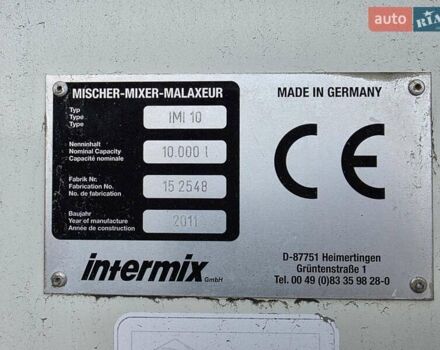 auto RIA
MISCHER-MIXER-MALAXEUR
Typ
Type
Type
IMI 10
Nenninhalt
Nominal Capacity
Capacité nominale
10.000 l
Fabrik Nr.
Fabrication No.
No. de fabrication
15 2548
Baujahr
Year of manufacture
Année de construction
2011
intermix GmbH
MADE IN GERMANY
CE
D-87751 Heimertingen
Grüntenstraße 1
Tel. 00 49 (0)83 35 98 28-0